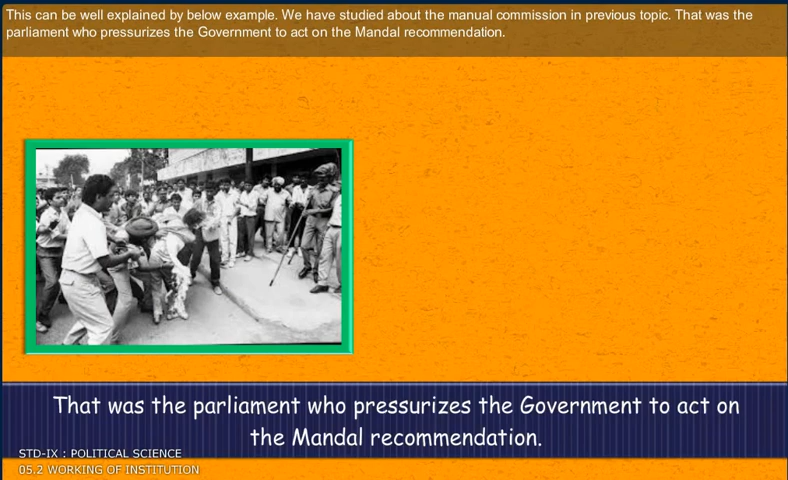 This can be well explained by below example. We have studied about the manual commission in previous topic. That was the
parliament who pressurizes the Government to act on the Mandal recommendation.
That was the parliament who pressurizes the Government to act on
the Mandal recommendation.
STD-IX : POLITICAL SCIENCE
05.2 WORKING OF INSTITUTION